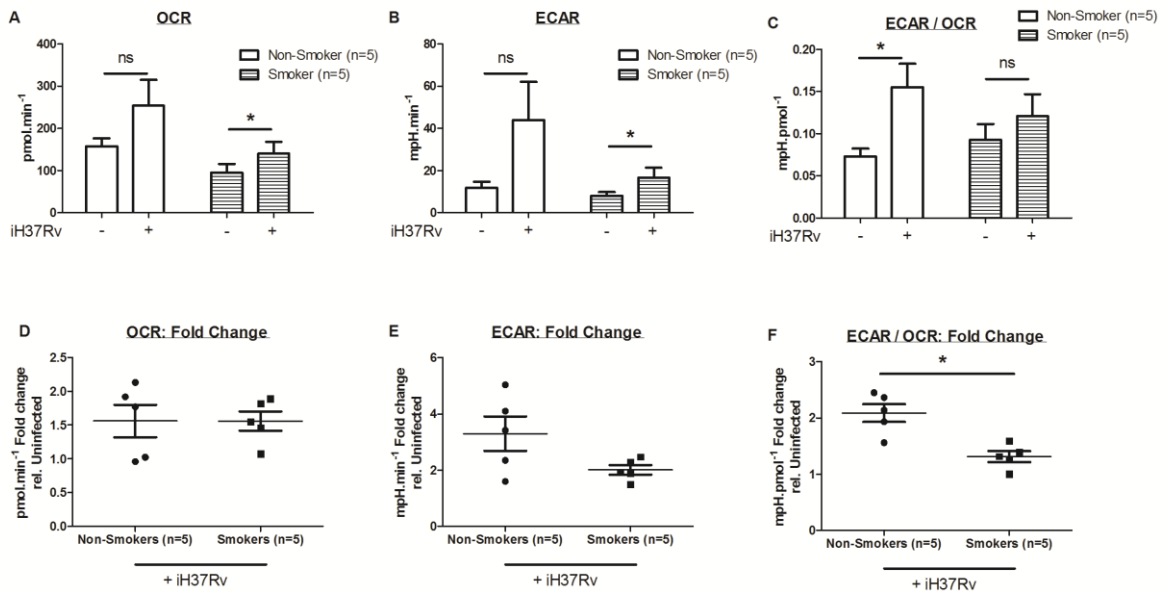 A
OCR
pmol.min⁻¹
400
300
200
100
0
ns
*
Non-Smoker (n=5)
Smoker (n=5)
iH37Rv - + - +
B
ECAR
mpH.min⁻¹
80
60
40
20
0
ns
*
Non-Smoker (n=5)
Smoker (n=5)
iH37Rv - + - +
C
ECAR / OCR
mpH.pmol⁻¹
0.20
0.15
0.10
0.05
0.00
*
ns
Non-Smoker (n=5)
Smoker (n=5)
iH37Rv - + - +
D
OCR: Fold Change
pmol.min⁻¹ Fold change
rel. Uninfected
2.5
2.0
1.5
1.0
0.5
0.0
Non-Smokers (n=5) Smokers (n=5)
+ iH37Rv
E
ECAR: Fold Change
mpH.min⁻¹ Fold change
rel. Uninfected
6
4
2
0
Non-Smokers (n=5) Smokers (n=5)
+ iH37Rv
F
ECAR / OCR: Fold Change
mpH.pmol⁻¹ Fold change
rel. Uninfected
3
2
1
0
*
Non-Smokers (n=5) Smokers (n=5)
+ iH37Rv